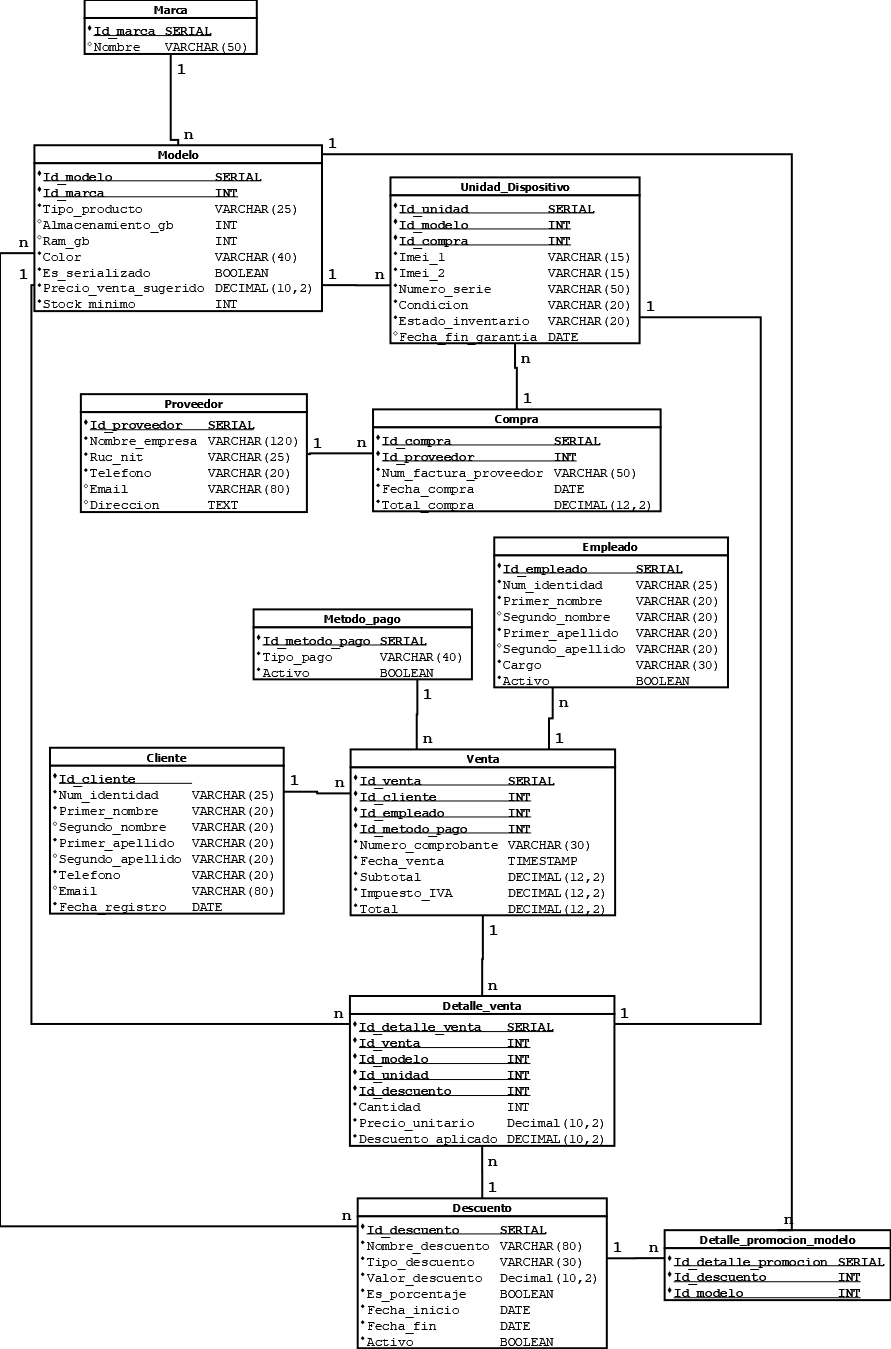 Marca
Id_marca SERIAL
Nombre VARCHAR(50)
1
n
Modelo
Id_modelo SERIAL
Id_marca INT
Tipo_producto VARCHAR(25)
Almacenamiento_gb INT
Ram_gb INT
Color VARCHAR(40)
Es_serializado BOOLEAN
Precio_venta_sugerido DECIMAL(10,2)
Stock_minimo INT
1
n
1
1
n
Unidad_Dispositivo
Id_unidad SERIAL
Id_modelo INT
Id_compra INT
Imei_1 VARCHAR(15)
Imei_2 VARCHAR(15)
Numero_serie VARCHAR(50)
Condicion VARCHAR(20)
Estado_inventario VARCHAR(20)
Fecha_fin_garantia DATE
1
n
1
Proveedor
Id_proveedor SERIAL
Nombre_empresa VARCHAR(120)
Ruc_nit VARCHAR(25)
Telefono VARCHAR(20)
Email VARCHAR(80)
Direccion TEXT
1
n
Compra
Id_compra SERIAL
Id_proveedor INT
Num_factura_proveedor VARCHAR(50)
Fecha_compra DATE
Total_compra DECIMAL(12,2)
Empleado
Id_empleado SERIAL
Num_identidad VARCHAR(25)
Primer_nombre VARCHAR(20)
Segundo_nombre VARCHAR(20)
Primer_apellido VARCHAR(20)
Segundo_apellido VARCHAR(20)
Cargo VARCHAR(30)
Activo BOOLEAN
n
1
Metodo_pago
Id_metodo_pago SERIAL
Tipo_pago VARCHAR(40)
Activo BOOLEAN
1
n
Cliente
Id_cliente
Num_identidad VARCHAR(25)
Primer_nombre VARCHAR(20)
Segundo_nombre VARCHAR(20)
Primer_apellido VARCHAR(20)
Segundo_apellido VARCHAR(20)
Telefono VARCHAR(20)
Email VARCHAR(80)
Fecha_registro DATE
1
n
Venta
Id_venta SERIAL
Id_cliente INT
Id_empleado INT
Id_metodo_pago INT
Numero_comprobante VARCHAR(30)
Fecha_venta TIMESTAMP
Subtotal DECIMAL(12,2)
Impuesto_IVA DECIMAL(12,2)
Total DECIMAL(12,2)
1
n
n
1
Detalle_venta
Id_detalle_venta SERIAL
Id_venta INT
Id_modelo INT
Id_unidad INT
Id_descuento INT
Cantidad INT
Precio_unitario Decimal(10,2)
Descuento_aplicado DECIMAL(10,2)
n
1
n
Descuento
Id_descuento SERIAL
Nombre_descuento VARCHAR(80)
Tipo_descuento VARCHAR(30)
Valor_descuento Decimal(10,2)
Es_porcentaje BOOLEAN
Fecha_inicio DATE
Fecha_fin DATE
Activo BOOLEAN
1
n
n
Detalle_promocion_modelo
Id_detalle_promocion SERIAL
Id_descuento INT
Id_modelo INT